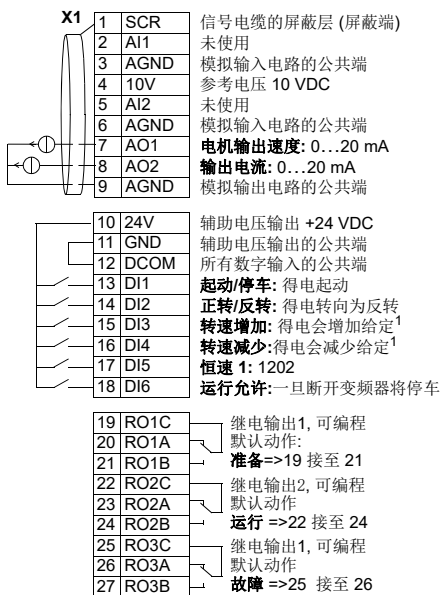 X1
1 SCR 信号电缆的屏蔽层 (屏蔽端)
2 AI1 未使用
3 AGND 模拟输入电路的公共端
4 10V 参考电压 10 VDC
5 AI2 未使用
6 AGND 模拟输入电路的公共端
7 AO1 电机输出速度: 0…20 mA
8 AO2 输出电流: 0…20 mA
9 AGND 模拟输出电路的公共端
10 24V 辅助电压输出 +24 VDC
11 GND 辅助电压输出的公共端
12 DCOM 所有数字输入的公共端
13 DI1 起动/停车: 得电起动
14 DI2 正转/反转: 得电转向为反转
15 DI3 转速增加: 得电会增加给定1
16 DI4 转速减少:得电会减少给定1
17 DI5 恒速 1: 1202
18 DI6 运行允许:一旦断开变频器将停车
19 RO1C 继电输出1, 可编程
20 RO1A 默认动作:
21 RO1B 准备=>19 接至 21
22 RO2C 继电输出2, 可编程
23 RO2A 默认动作
24 RO2B 运行 =>22 接至 24
25 RO3C 继电输出1, 可编程
26 RO3A 默认动作
27 RO3B 故障 =>25 接至 26